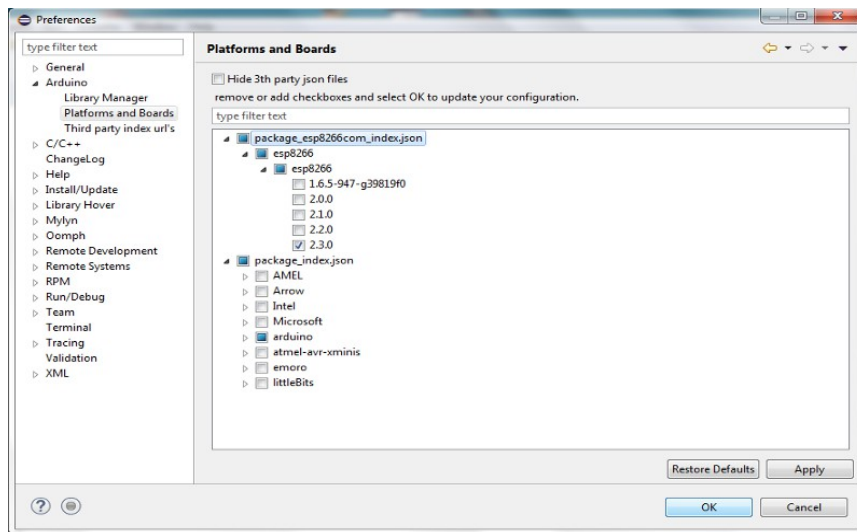 Preferences
type filter text
General
Arduino
Library Manager
Platforms and Boards
Third party index url's
C/C++
ChangeLog
Help
Install/Update
Library Hover
Mylyn
Oomph
Remote Development
Remote Systems
RPM
Run/Debug
Team
Terminal
Tracing
Validation
XML
Platforms and Boards
Hide 3th party json files
remove or add checkboxes and select OK to update your configuration.
type filter text
package_esp8266com_index.json
esp8266
esp8266
1.6.5-947-g39819f0
2.0.0
2.1.0
2.2.0
2.3.0
package_index.json
AMEL
Arrow
Intel
Microsoft
arduino
atmel-avr-xminis
emoro
littleBits
Restore Defaults
Apply
OK
Cancel